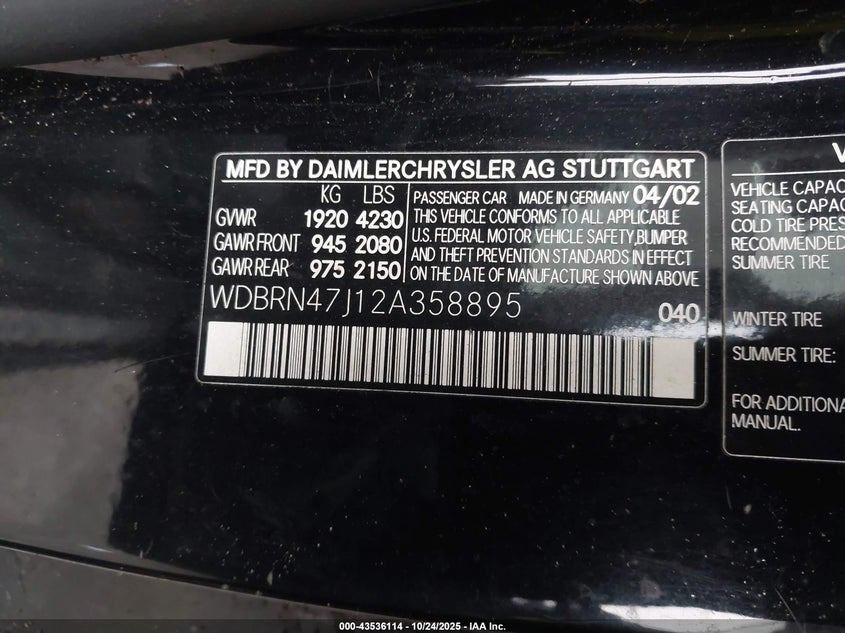 MFD BY DAIMLERCHRYSLER AG STUTTGART
KG LBS
GVWR 1920 4230
GAWR FRONT 945 2080
GAWR REAR 975 2150
PASSENGER CAR MADE IN GERMANY 04/02
THIS VEHICLE CONFORMS TO ALL APPLICABLE
U.S. FEDERAL MOTOR VEHICLE SAFETY,BUMPER
AND THEFT PREVENTION STANDARDS IN EFFECT
ON THE DATE OF MANUFACTURE SHOWN ABOVE
WDBRN47J12A358895
040
VEHICLE CAPAC
SEATING CAPAC
COLD TIRE PRES
RECOMMENDED
SUMMER TIRE
WINTER TIRE
SUMMER TIRE:
FOR ADDITIONA
MANUAL.
000-43536114 - 10/24/2025 - IAA Inc.